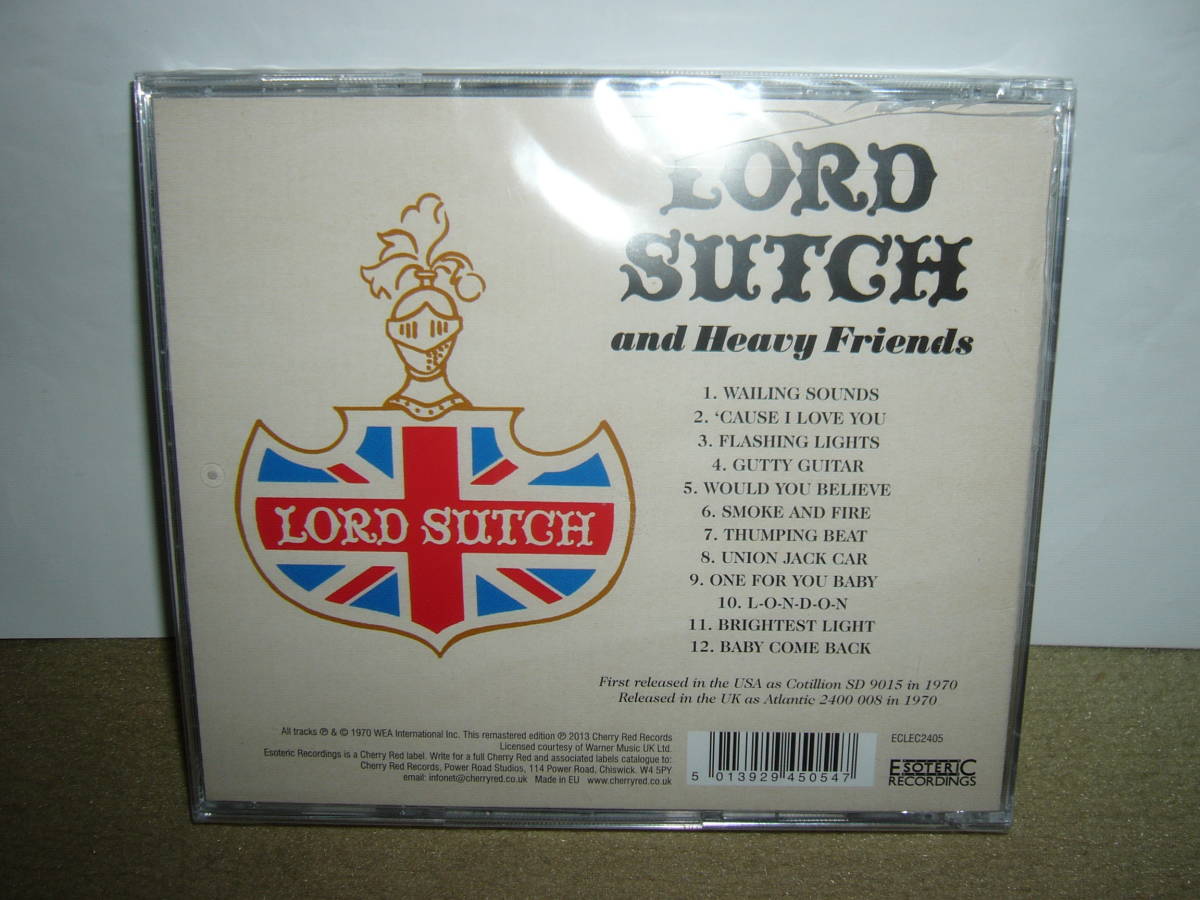 LORD
SUTCH
and Heavy Friends
1. WAILING SOUNDS
2. ‘CAUSE I LOVE YOU
3. FLASHING LIGHTS
4. GUTTY GUITAR
5. WOULD YOU BELIEVE
6. SMOKE AND FIRE
7. THUMPING BEAT
8. UNION JACK CAR
9. ONE FOR YOU BABY
10. L-O-N-D-O-N
11. BRIGHTEST LIGHT
12. BABY COME BACK
LORD SUTCH
First released in the USA as Cotillion SD 9015 in 1970
Released in the UK as Atlantic 2400 008 in 1970
All tracks ℗ & © 1970 WEA International Inc. This remastered edition ℗ 2013 Cherry Red Records
Licensed courtesy of Warner Music UK Ltd.
Esoteric Recordings is a Cherry Red label. Write for a full Cherry Red and associated labels catalogue to:
Cherry Red Records, Power Road Studios, 114 Power Road, Chiswick. W4 5PY
email: infonet@cherryred.co.uk Made in EU www.cherryred.co.uk
5 013929 450547
ECLEC2405
ESOTERIC
RECORDINGS